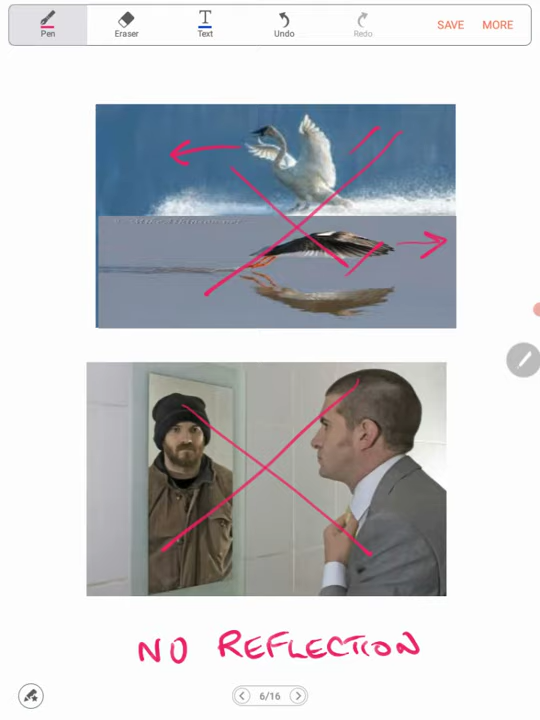 Pen
Eraser
Text
Undo
Redo
SAVE
MORE
NO REFLECTION
6/16